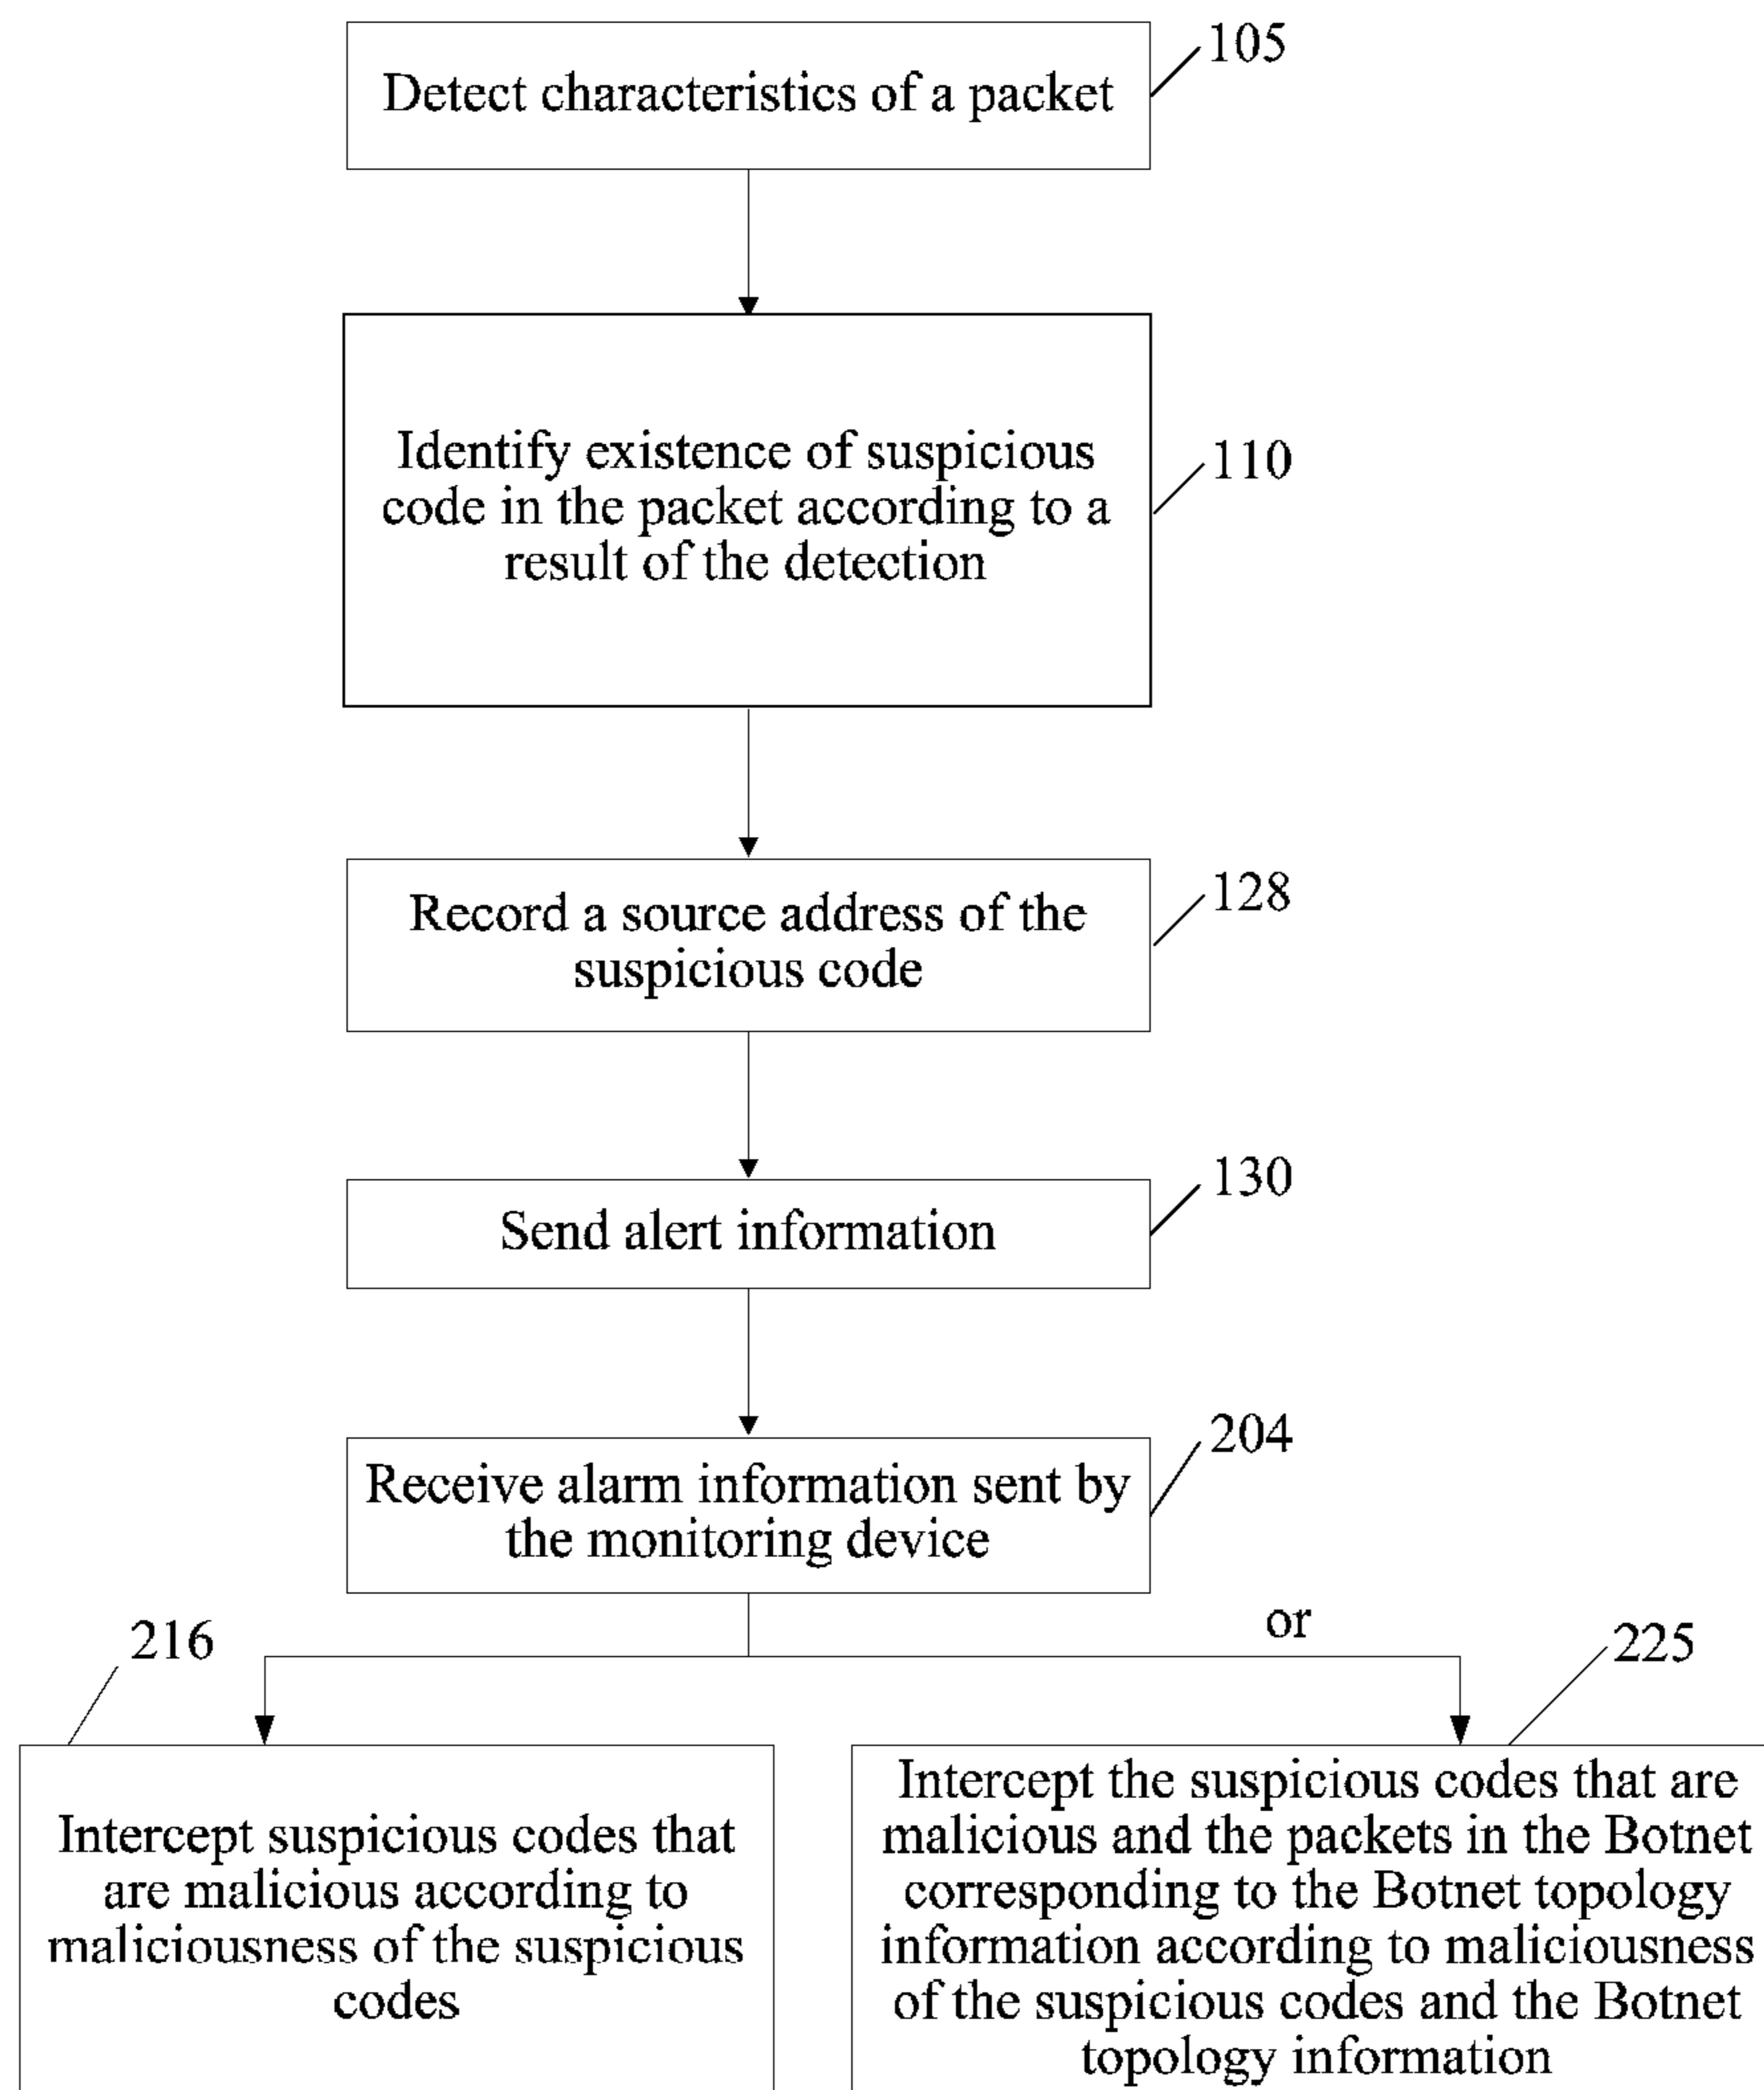 105
Detect characteristics of a packet
Identify existence of suspicious
code in the packet according to a
result of the detection
110
Record a source address of the
suspicious code
128
130
Send alert information
204
Receive alarm information sent by
the monitoring device
or
216
225
Intercept suspicious codes that
are malicious according to
maliciousness of the suspicious
codes
Intercept the suspicious codes that are
malicious and the packets in the Botnet
corresponding to the Botnet topology
information according to maliciousness
of the suspicious codes and the Botnet
topology information